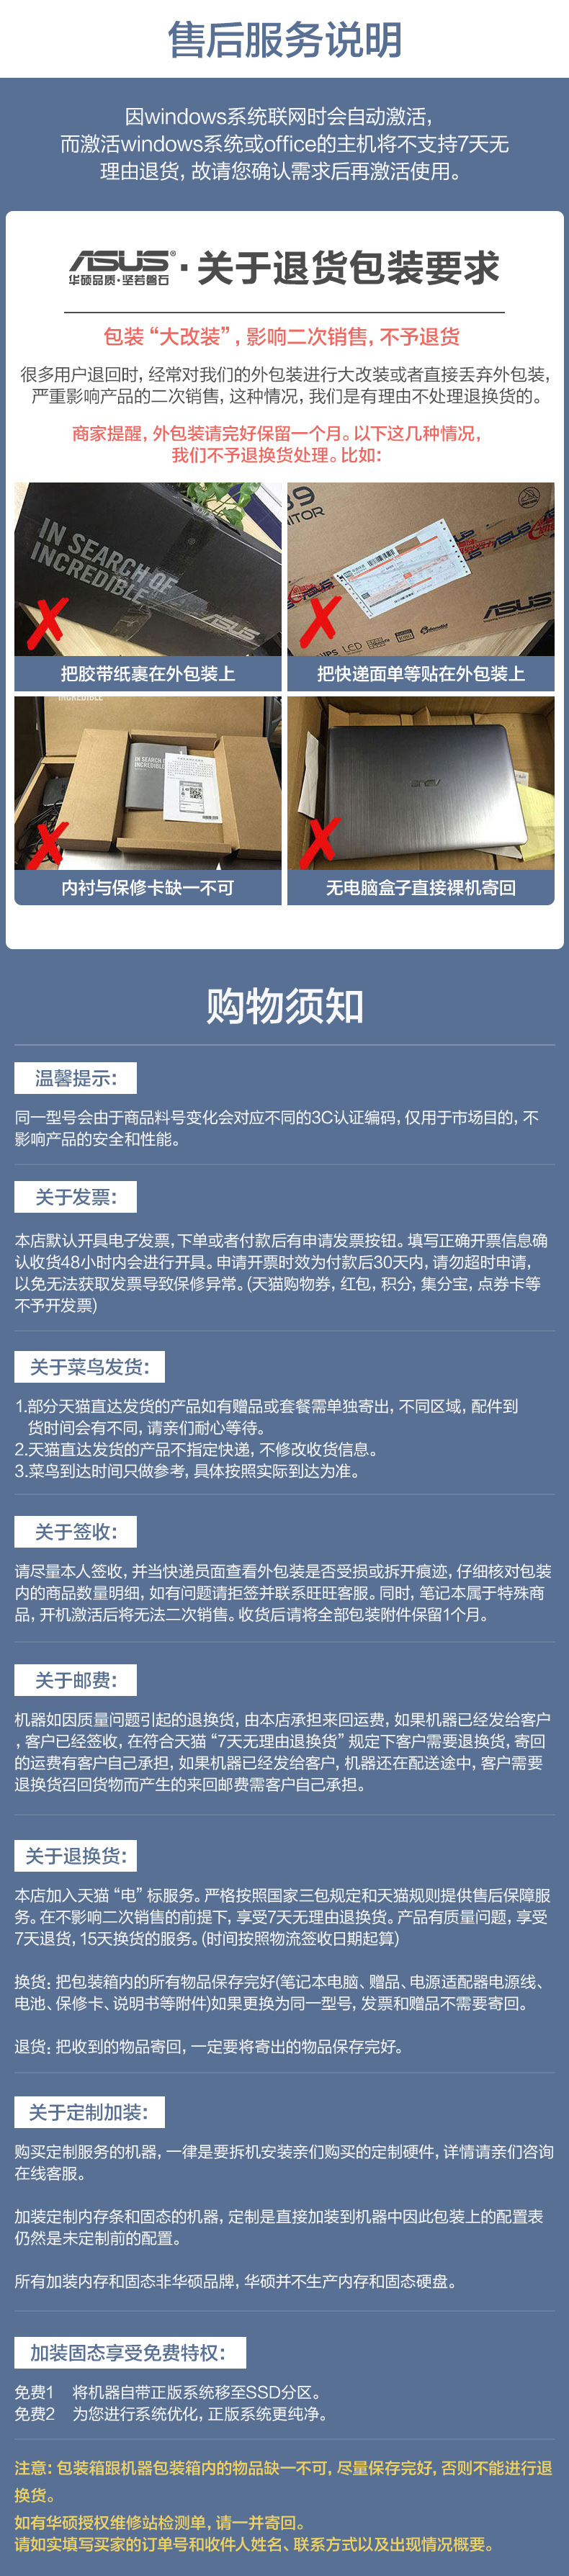 售后服务说明
因windows系统联网时会自动激活，
而激活windows系统或office的主机将不支持7天无
理由退货，故请您确认需求后再激活使用。
ASUS®·关于退货包装要求
华硕品质·坚若磐石
包装“大改装”，影响二次销售，不予退货
很多用户退回时，经常对我们的外包装进行大改装或者直接丢弃外包装，
严重影响产品的二次销售，这种情况，我们是有理由不处理退换货的。
商家提醒，外包装请完好保留一个月。以下这几种情况，
我们不予退换货处理。比如：
IN SEARCH OF
INCREDIBLE
ASUS
把胶带纸裹在外包装上
39
ITOR
ASUS
LCD
把快递面单等贴在外包装上
INCREDIBLE
IN SEARCH OF
INCREDIBLE
内衬与保修卡缺一不可
ASUS
无电脑盒子直接裸机寄回
购物须知
温馨提示：
同一型号会由于商品料号变化会对应不同的3C认证编码，仅用于市场目的，不
影响产品的安全和性能。
关于发票：
本店默认开具电子发票，下单或者付款后有申请发票按钮。填写正确开票信息确
认收货48小时内会进行开具。申请开票时效为付款后30天内，请勿超时申请，
以免无法获取发票导致保修异常。(天猫购物券，红包，积分，集分宝，点券卡等
不予开发票)
关于菜鸟发货：
1.部分天猫直达发货的产品如有赠品或套餐需单独寄出，不同区域，配件到
货时间会有不同，请亲们耐心等待。
2.天猫直达发货的产品不指定快递，不修改收货信息。
3.菜鸟到达时间只做参考，具体按照实际到达为准。
关于签收：
请尽量本人签收，并当快递员面查看外包装是否受损或拆开痕迹，仔细核对包装
内的商品数量明细，如有问题请拒签并联系旺旺客服。同时，笔记本属于特殊商
品，开机激活后将无法二次销售。收货后请将全部包装附件保留1个月。
关于邮费：
机器如因质量问题引起的退换货，由本店承担来回运费，如果机器已经发给客户
，客户已经签收，在符合天猫“7天无理由退换货”规定下客户需要退换货，寄回
的运费有客户自己承担，如果机器已经发给客户，机器还在配送途中，客户需要
退换货召回货物而产生的来回邮费需客户自己承担。
关于退换货：
本店加入天猫“电”标服务。严格按照国家三包规定和天猫规则提供售后保障服
务。在不影响二次销售的前提下，享受7天无理由退换货。产品有质量问题，享受
7天退货，15天换货的服务。(时间按照物流签收日期起算)
换货：把包装箱内的所有物品保存完好(笔记本电脑、赠品、电源适配器电源线、
电池、保修卡、说明书等附件)如果更换为同一型号，发票和赠品不需要寄回。
退货：把收到的物品寄回，一定要将寄出的物品保存完好。
关于定制加装：
购买定制服务的机器，一律是要拆机安装亲们购买的定制硬件，详情请亲们咨询
在线客服。
加装定制内存条和固态的机器，定制是直接加装到机器中因此包装上的配置表
仍然是未定制前的配置。
所有加装内存和固态非华硕品牌，华硕并不生产内存和固态硬盘。
加装固态享受免费特权：
免费1 将机器自带正版系统移至SSD分区。
免费2 为您进行系统优化，正版系统更纯净。
注意：包装箱跟机器包装箱内的物品缺一不可，尽量保存完好，否则不能进行退
换货。
如有华硕授权维修站检测单，请一并寄回。
请如实填写买家的订单号和收件人姓名、联系方式以及出现情况概要。